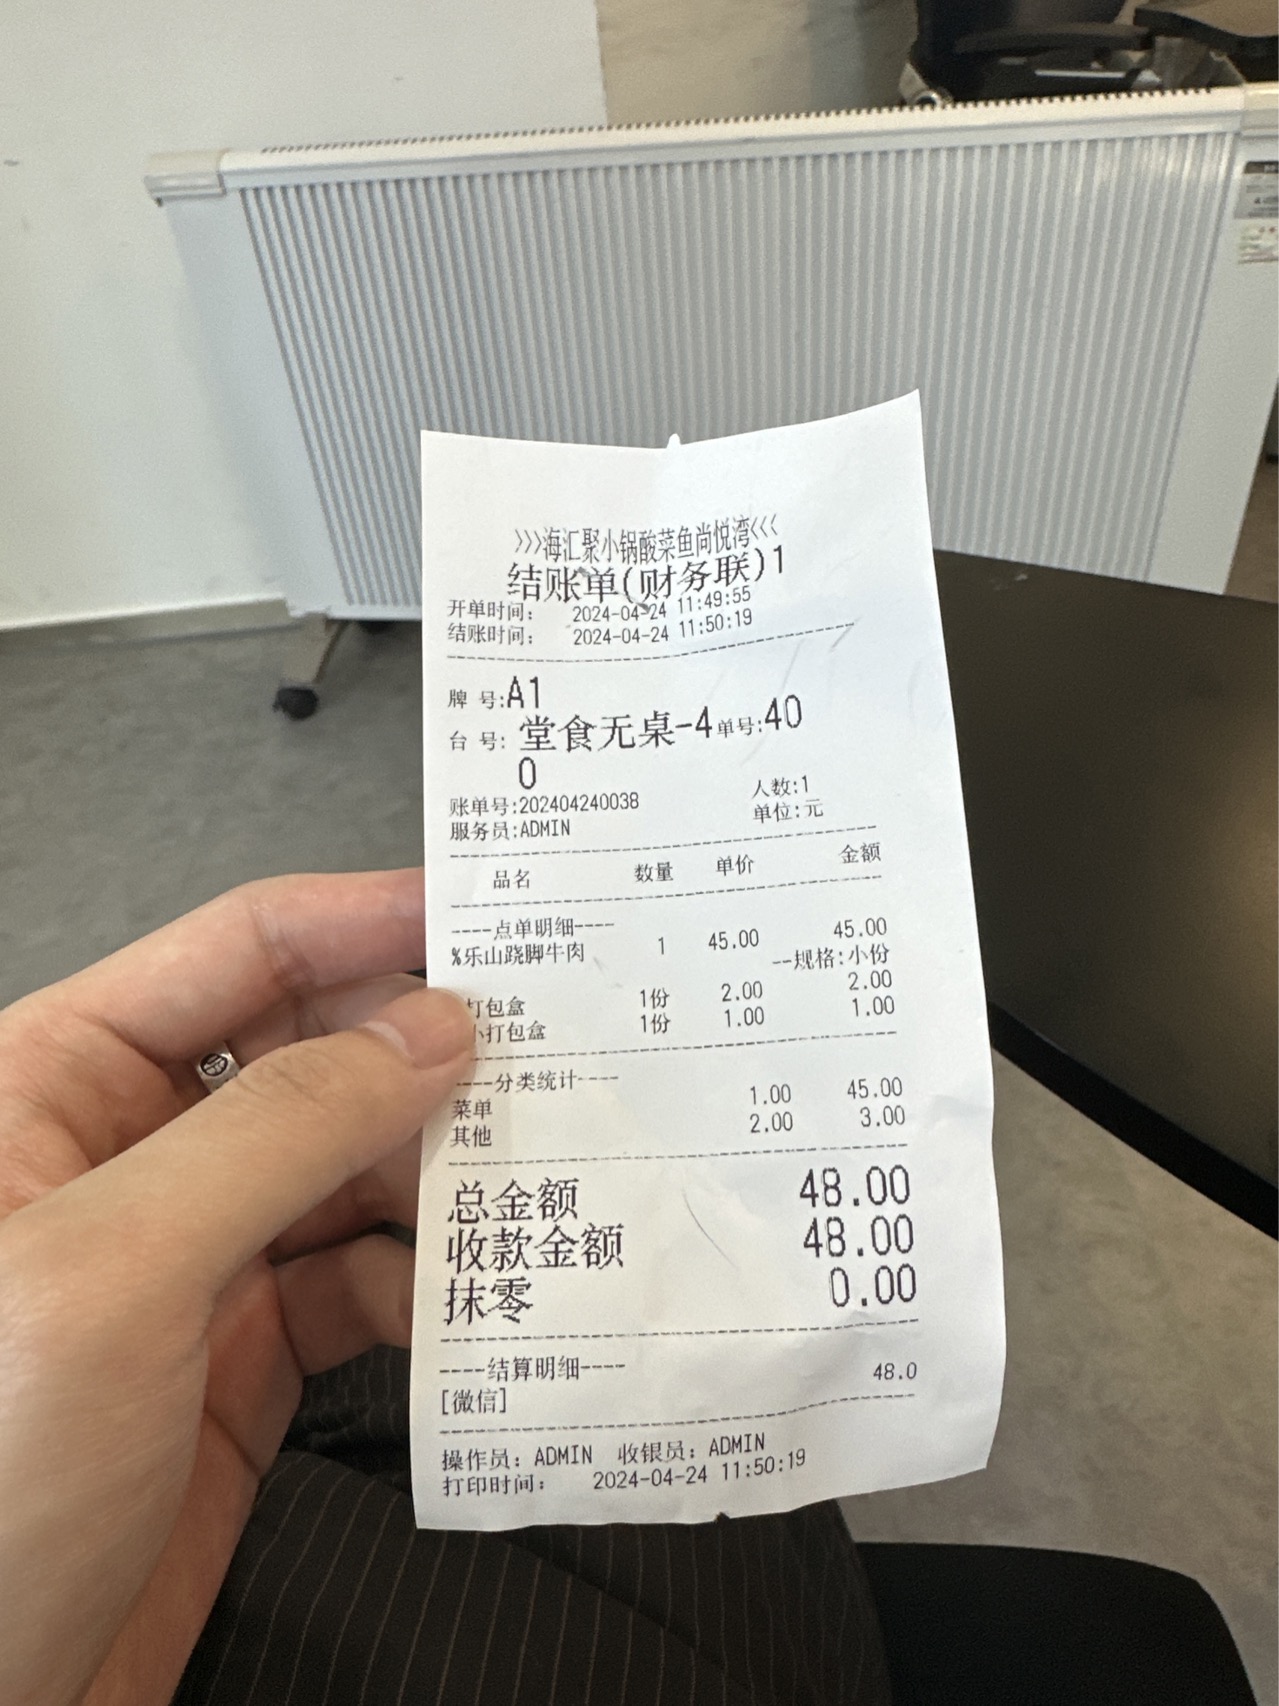 >>>海汇聚小锅酸菜鱼尚悦湾<<<
结账单(财务联)1
开单时间: 2024-04-24 11:49:55
结账时间: 2024-04-24 11:50:19
牌 号:A1
台 号: 堂食无桌-4 单号:40
0
账单号:202404240038 人数:1
服务员:ADMIN 单位:元
品名 数量 单价 金额
----点单明细----
%乐山跷脚牛肉 1 45.00 45.00
--规格:小份
打包盒 1份 2.00 2.00
小打包盒 1份 1.00 1.00
----分类统计----
菜单 1.00 45.00
其他 2.00 3.00
总金额 48.00
收款金额 48.00
抹零 0.00
----结算明细----
[微信] 48.0
操作员: ADMIN 收银员: ADMIN
打印时间: 2024-04-24 11:50:19